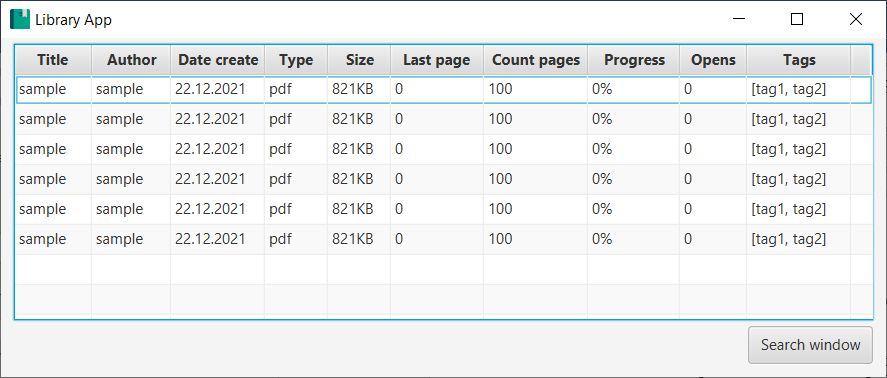 Library App
Title Author Date create Type Size Last page Count pages Progress Opens Tags
sample sample 22.12.2021 pdf 821KB 0 100 0% 0 [tag1, tag2]
sample sample 22.12.2021 pdf 821KB 0 100 0% 0 [tag1, tag2]
sample sample 22.12.2021 pdf 821KB 0 100 0% 0 [tag1, tag2]
sample sample 22.12.2021 pdf 821KB 0 100 0% 0 [tag1, tag2]
sample sample 22.12.2021 pdf 821KB 0 100 0% 0 [tag1, tag2]
sample sample 22.12.2021 pdf 821KB 0 100 0% 0 [tag1, tag2]
Search window